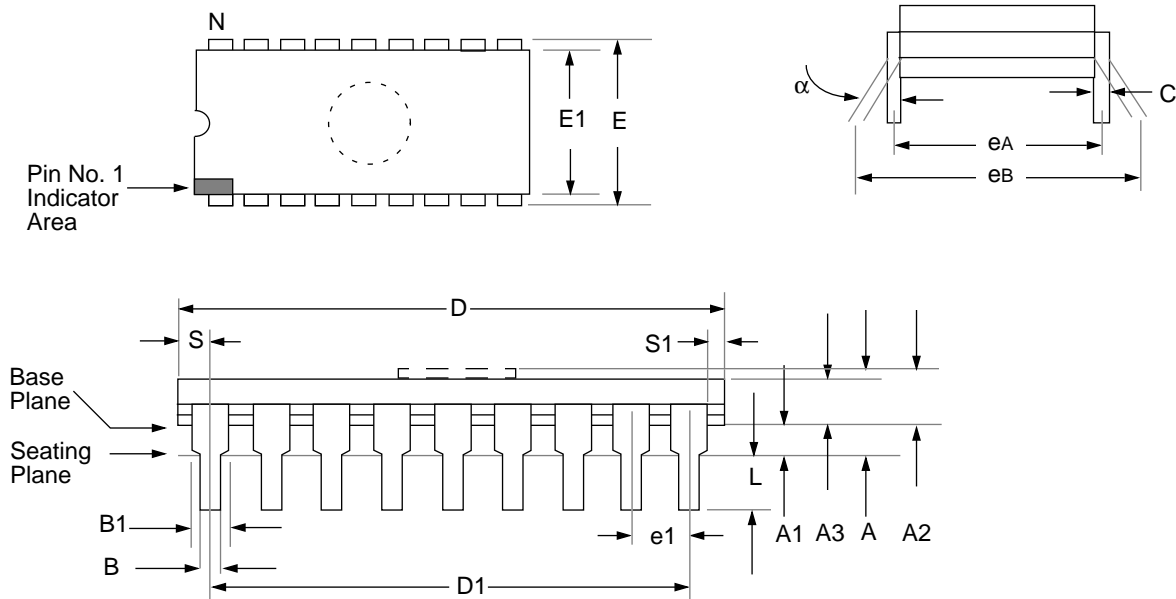 N
E1
E
Pin No. 1
Indicator
Area
α
C
eA
eB
D
S
S1
Base
Plane
Seating
Plane
L
B1
B
e1
A1
A3
A
A2
D1